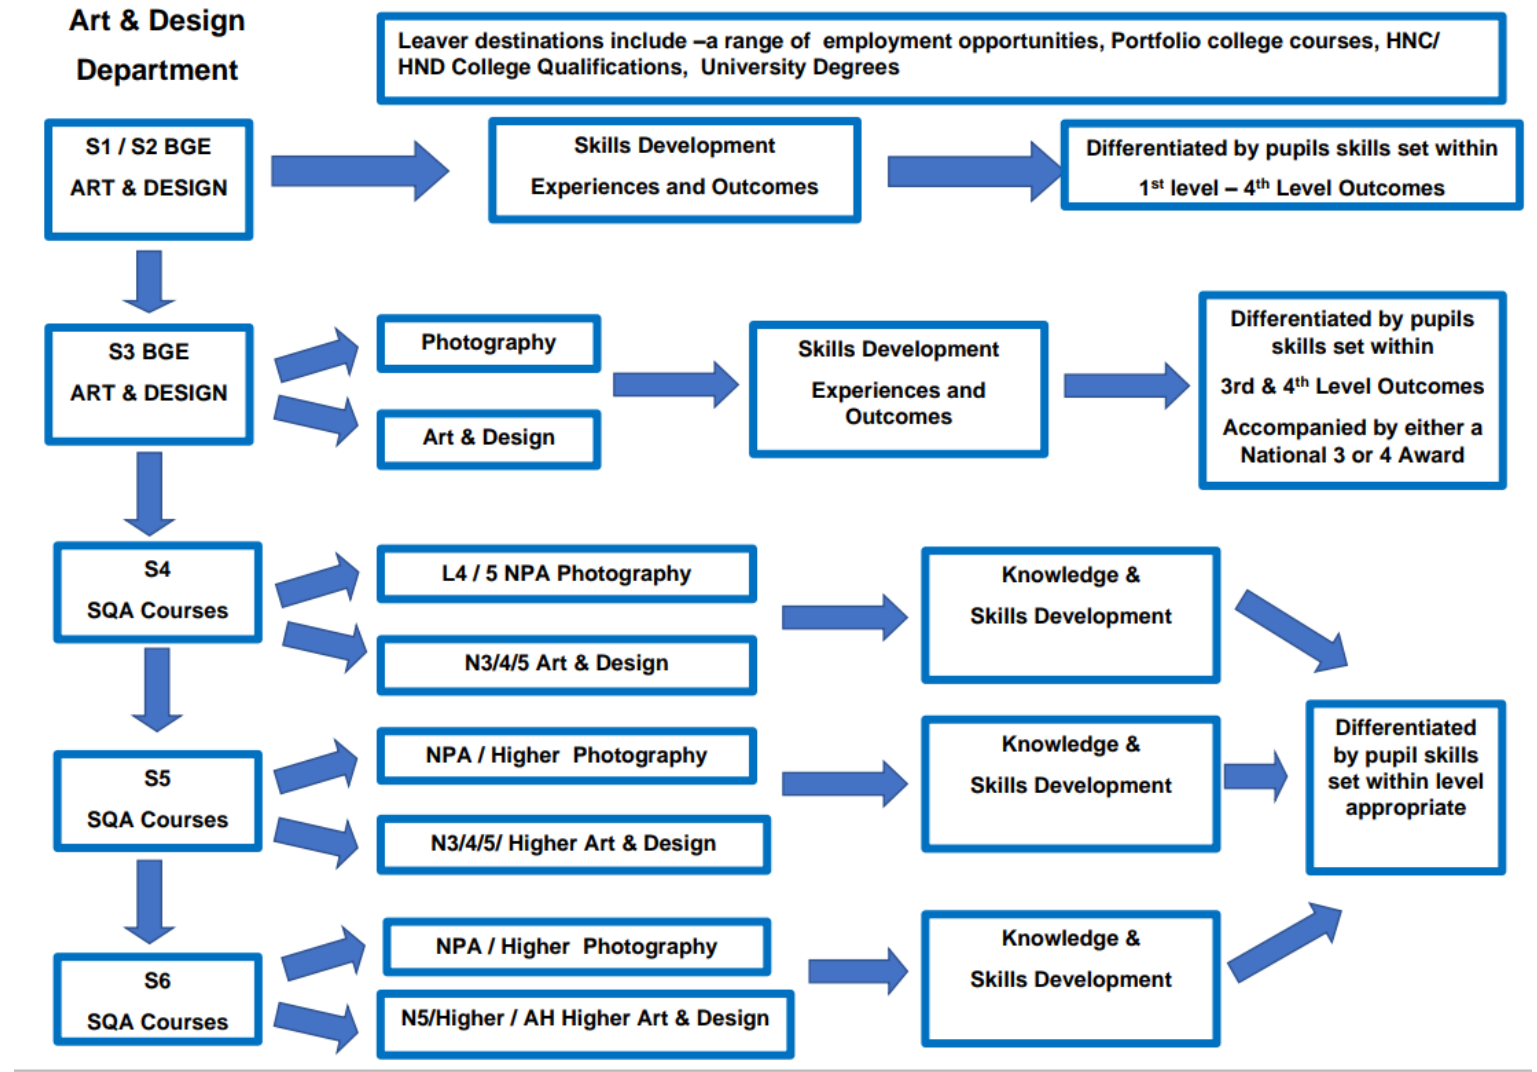 Art & Design
Department
Leaver destinations include –a range of  employment opportunities, Portfolio college courses, HNC/
HND College Qualifications,  University Degrees
S1 / S2 BGE
ART & DESIGN
Skills Development
Experiences and Outcomes
Differentiated by pupils skills set within
1st level – 4th Level Outcomes
S3 BGE
ART & DESIGN
Photography
Art & Design
Skills Development
Experiences and
Outcomes
Differentiated by pupils
skills set within
3rd & 4th Level Outcomes
Accompanied by either a
National 3 or 4 Award
S4
SQA Courses
L4 / 5 NPA Photography
N3/4/5 Art & Design
Knowledge &
Skills Development
S5
SQA Courses
NPA / Higher  Photography
N3/4/5/ Higher Art & Design
Knowledge &
Skills Development
Differentiated
by pupil skills
set within level
appropriate
S6
SQA Courses
NPA / Higher  Photography
N5/Higher / AH Higher Art & Design
Knowledge &
Skills Development